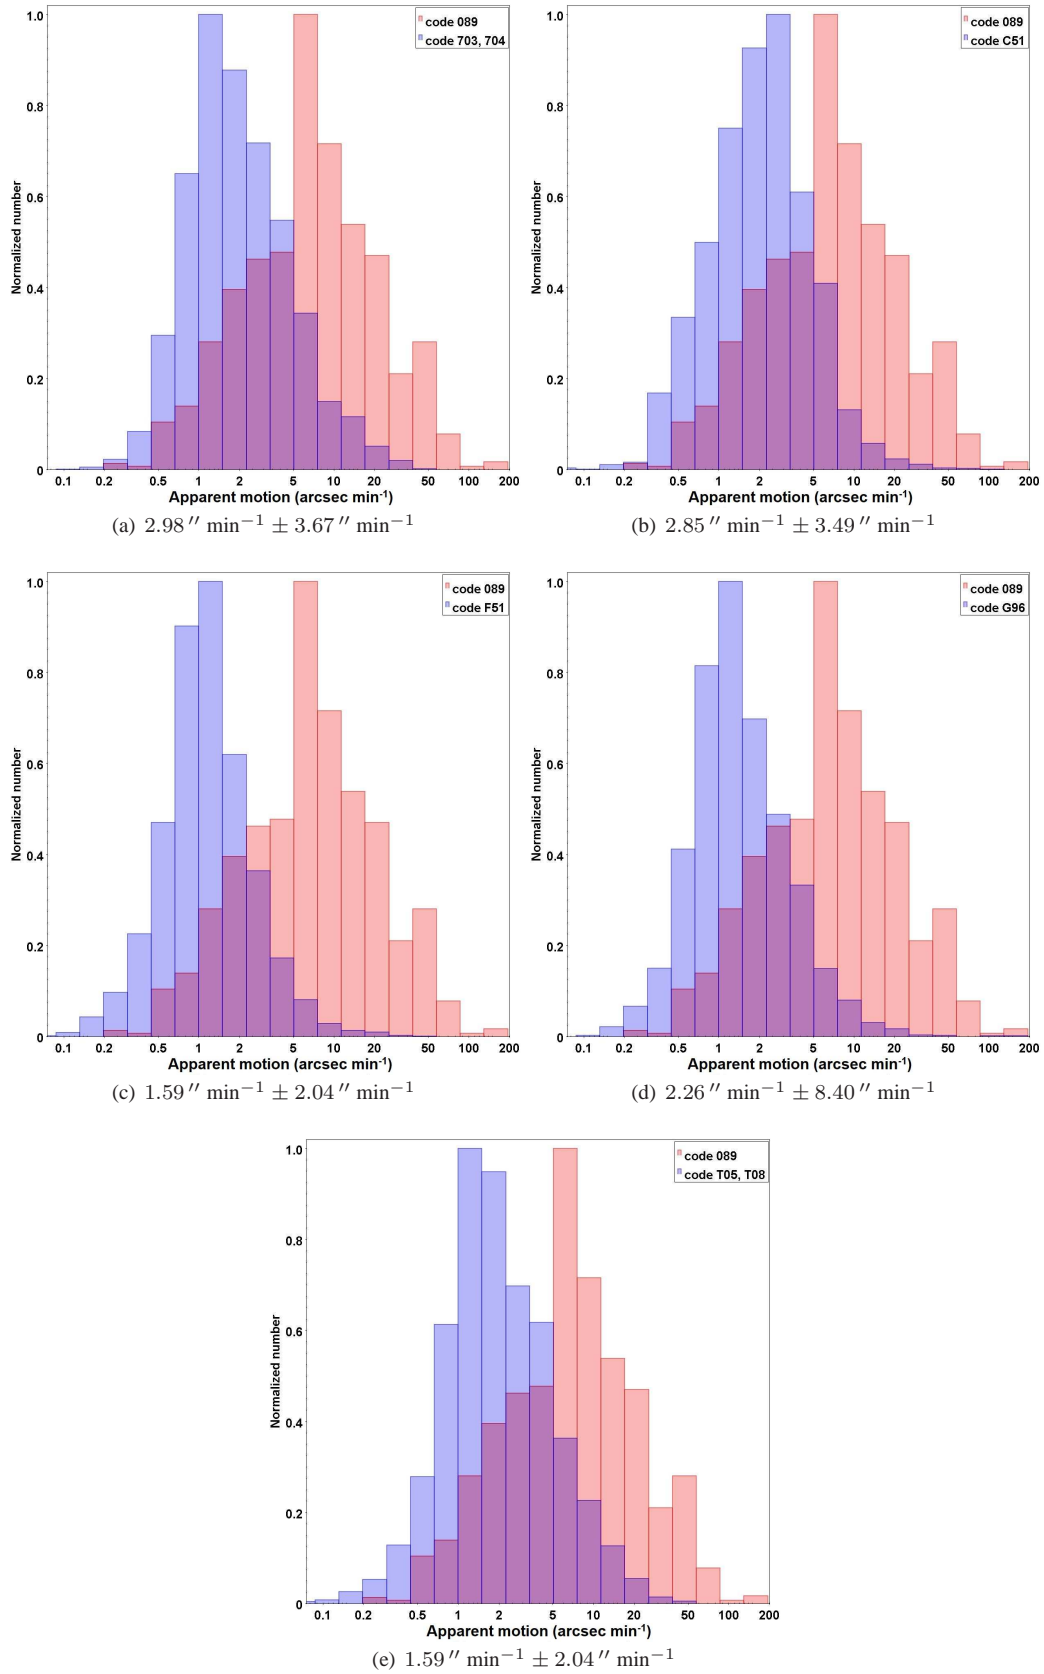 code 089
code 703, 704
1.0
0.8
0.6
0.4
0.2
0
Normalized number
0.1 0.2 0.5 1 2 5 10 20 50 100 200
Apparent motion (arcsec min-1)
(a) 2.98 ″ min−1 ± 3.67 ″ min−1
code 089
code C51
1.0
0.8
0.6
0.4
0.2
0
Normalized number
0.1 0.2 0.5 1 2 5 10 20 50 100 200
Apparent motion (arcsec min-1)
(b) 2.85 ″ min−1 ± 3.49 ″ min−1
code 089
code F51
1.0
0.8
0.6
0.4
0.2
0
Normalized number
0.1 0.2 0.5 1 2 5 10 20 50 100 200
Apparent motion (arcsec min-1)
(c) 1.59 ″ min−1 ± 2.04 ″ min−1
code 089
code G96
1.0
0.8
0.6
0.4
0.2
0
Normalized number
0.1 0.2 0.5 1 2 5 10 20 50 100 200
Apparent motion (arcsec min-1)
(d) 2.26 ″ min−1 ± 8.40 ″ min−1
code 089
code T05, T08
1.0
0.8
0.6
0.4
0.2
0
Normalized number
0.1 0.2 0.5 1 2 5 10 20 50 100 200
Apparent motion (arcsec min-1)
(e) 1.59 ″ min−1 ± 2.04 ″ min−1